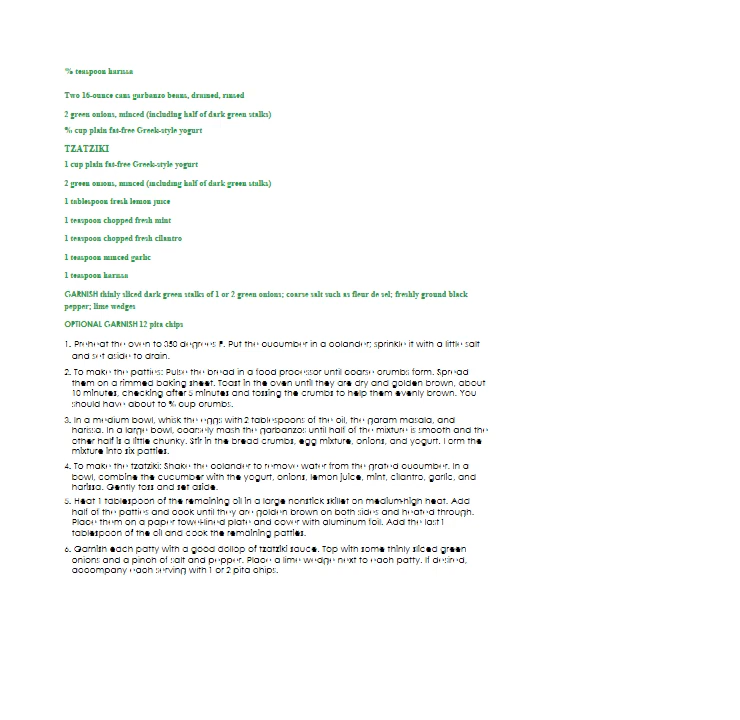 % teaspoon harissa
Two 16-ounce cans garbanzo beans, drained, rinsed
2 green onions, minced (including half of dark green stalks)
% cup plain fat-free Greek-style yogurt
TZATZIKI
1 cup plain fat-free Greek-style yogurt
2 green onions, minced (including half of dark green stalks)
1 tablespoon fresh lemon juice
1 teaspoon chopped fresh mint
1 teaspoon chopped fresh cilantro
1 teaspoon minced garlic
1 teaspoon harissa
GARNISH thinly sliced dark green stalks of 1 or 2 green onions; coarse salt such as fleur de sel; freshly ground black
pepper; lime wedges
OPTIONAL GARNISH 12 pita chips
1. Preheat the oven to 350 degrees F. Put the cucumber in a colander; sprinkle it with a little salt
and set aside to drain.
2. To make the patties: Pulse the bread in a food processor until coarse crumbs form. Spread
them on a rimmed baking sheet. Toast in the oven until they are dry and golden brown, about
10 minutes, checking after 5 minutes and tossing the crumbs to help them evenly brown. You
should have about to % cup crumbs.
3. In a medium bowl, whisk the eggs with 2 tablespoons of the oil, the garam masala, and
harissa. In a large bowl, coarsely mash the garbanzos until half of the mixture is smooth and the
other half is a little chunky. Stir in the bread crumbs, egg mixture, onions, and yogurt. Form the
mixture into six patties.
4. To make the tzatziki: Shake the colander to remove water from the grated cucumber. In a
bowl, combine the cucumber with the yogurt, onions, lemon juice, mint, cilantro, garlic, and
harissa. Gently toss and set aside.
5. Heat 1 tablespoon of the remaining oil in a large nonstick skillet on medium-high heat. Add
half of the patties and cook until they are golden brown on both sides and heated through.
Place them on a paper towel-lined plate and cover with aluminum foil. Add the last 1
tablespoon of the oil and cook the remaining patties.
6. Garnish each patty with a good dollop of tzatziki sauce. Top with some thinly sliced green
onions and a pinch of salt and pepper. Place a lime wedge next to each patty. If desired,
accompany each serving with 1 or 2 pita chips.